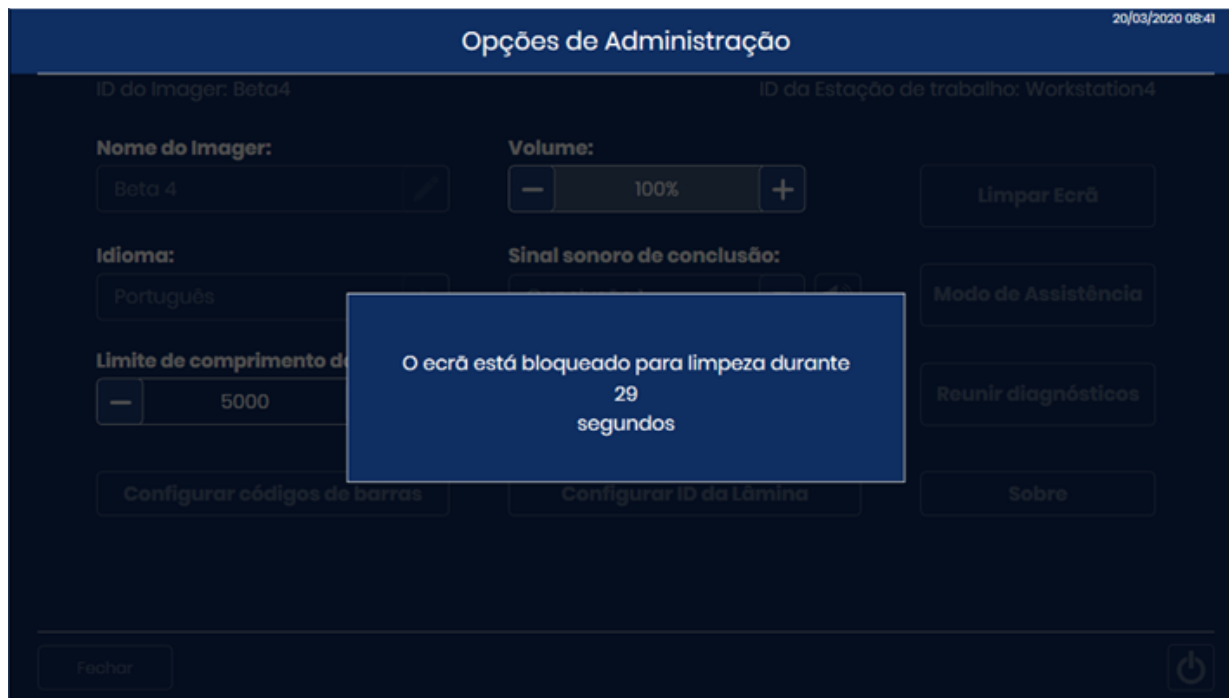 20/03/2020 08:41
Opções de Administração
ID do Imager: Beta4
ID da Estação de trabalho: Workstation4
Nome do Imager:
Volume:
Beta 4
100%
Limpar Ecrã
Idioma:
Sinal sonoro de conclusão:
Português
Modo de Assistência
Limite de comprimento
O ecrã está bloqueado para limpeza durante
29
segundos
5000
Reunir diagnósticos
Configurar códigos de barras
Configurar ID da Lâmina
Sobre
Fechar